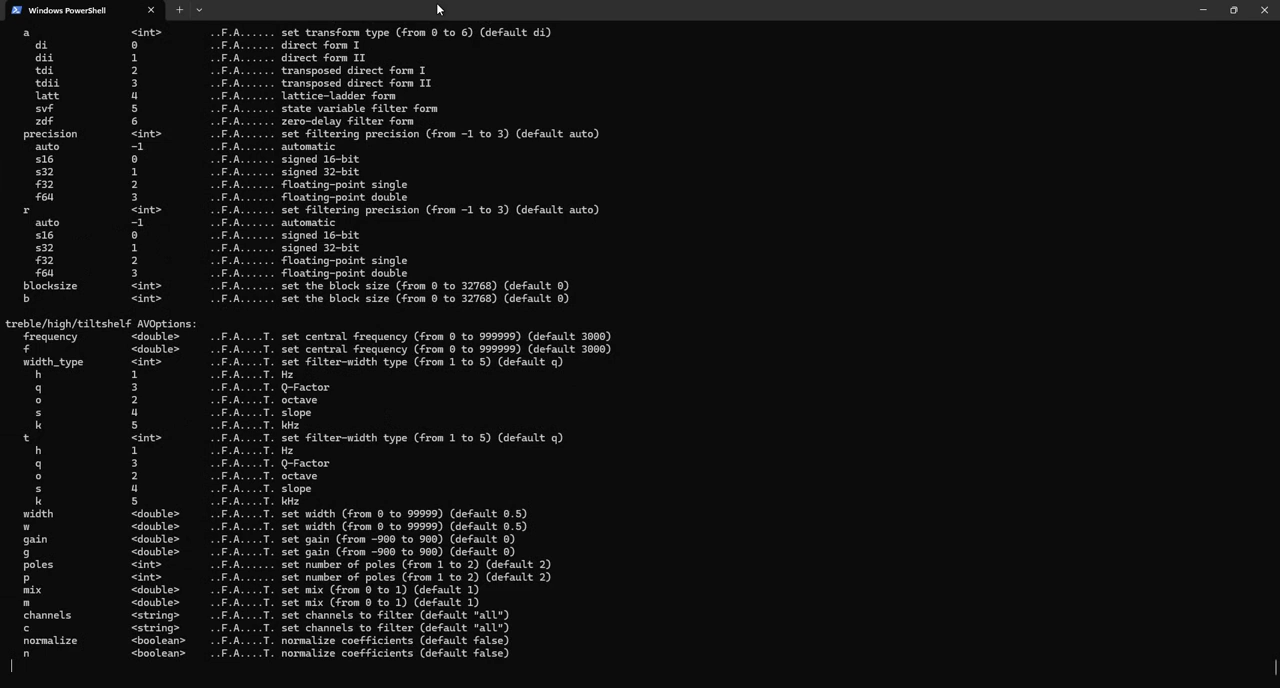 Windows PowerShell
a <int> ..F.A...... set transform type (from 0 to 6) (default di)
di 0 ..F.A...... direct form I
dii 1 ..F.A...... direct form II
tdi 2 ..F.A...... transposed direct form I
tdii 3 ..F.A...... transposed direct form II
latt 4 ..F.A...... lattice-ladder form
svf 5 ..F.A...... state variable filter form
zdf 6 ..F.A...... zero-delay filter form
precision <int> ..F.A...... set filtering precision (from -1 to 3) (default auto)
auto -1 ..F.A...... automatic
s16 0 ..F.A...... signed 16-bit
s32 1 ..F.A...... signed 32-bit
f32 2 ..F.A...... floating-point single
f64 3 ..F.A...... floating-point double
r <int> ..F.A...... set filtering precision (from -1 to 3) (default auto)
auto -1 ..F.A...... automatic
s16 0 ..F.A...... signed 16-bit
s32 1 ..F.A...... signed 32-bit
f32 2 ..F.A...... floating-point single
f64 3 ..F.A...... floating-point double
blocksize <int> ..F.A...... set the block size (from 0 to 32768) (default 0)
b <int> ..F.A...... set the block size (from 0 to 32768) (default 0)
treble/high/tiltshelf AVOptions:
frequency <double> ..F.A....T. set central frequency (from 0 to 999999) (default 3000)
f <double> ..F.A....T. set central frequency (from 0 to 999999) (default 3000)
width_type <int> ..F.A....T. set filter-width type (from 1 to 5) (default q)
h 1 ..F.A....T. Hz
q 3 ..F.A....T. Q-Factor
o 2 ..F.A....T. octave
s 4 ..F.A....T. slope
k 5 ..F.A....T. kHz
t <int> ..F.A....T. set filter-width type (from 1 to 5) (default q)
h 1 ..F.A....T. Hz
q 3 ..F.A....T. Q-Factor
o 2 ..F.A....T. octave
s 4 ..F.A....T. slope
k 5 ..F.A....T. kHz
width <double> ..F.A....T. set width (from 0 to 99999) (default 0.5)
w <double> ..F.A....T. set width (from 0 to 99999) (default 0.5)
gain <double> ..F.A....T. set gain (from -900 to 900) (default 0)
g <double> ..F.A....T. set gain (from -900 to 900) (default 0)
poles <int> ..F.A...... set number of poles (from 1 to 2) (default 2)
p <int> ..F.A...... set number of poles (from 1 to 2) (default 2)
mix <double> ..F.A....T. set mix (from 0 to 1) (default 1)
m <double> ..F.A....T. set mix (from 0 to 1) (default 1)
channels <string> ..F.A....T. set channels to filter (default "all")
c <string> ..F.A....T. set channels to filter (default "all")
normalize <boolean> ..F.A....T. normalize coefficients (default false)
n <boolean> ..F.A....T. normalize coefficients (default false)